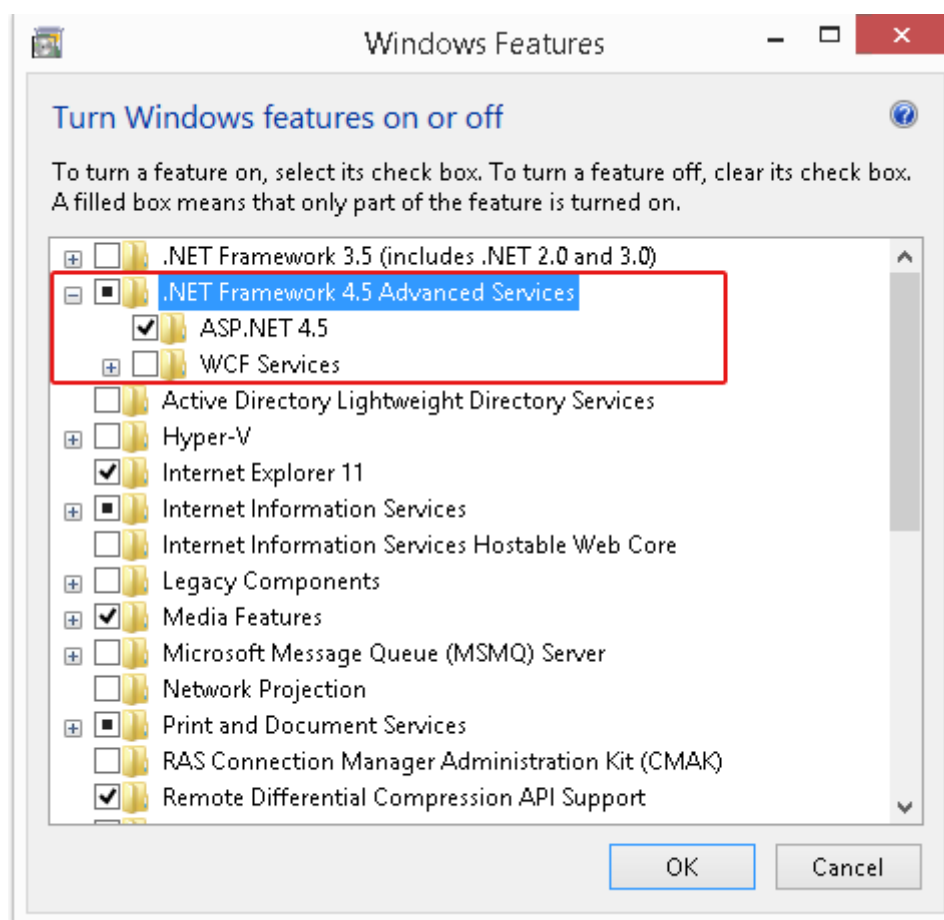 Windows Features
Turn Windows features on or off
To turn a feature on, select its check box. To turn a feature off, clear its check box.
A filled box means that only part of the feature is turned on.
.NET Framework 3.5 (includes .NET 2.0 and 3.0)
.NET Framework 4.5 Advanced Services
ASP.NET 4.5
WCF Services
Active Directory Lightweight Directory Services
Hyper-V
Internet Explorer 11
Internet Information Services
Internet Information Services Hostable Web Core
Legacy Components
Media Features
Microsoft Message Queue (MSMQ) Server
Network Projection
Print and Document Services
RAS Connection Manager Administration Kit (CMAK)
Remote Differential Compression API Support
OK
Cancel